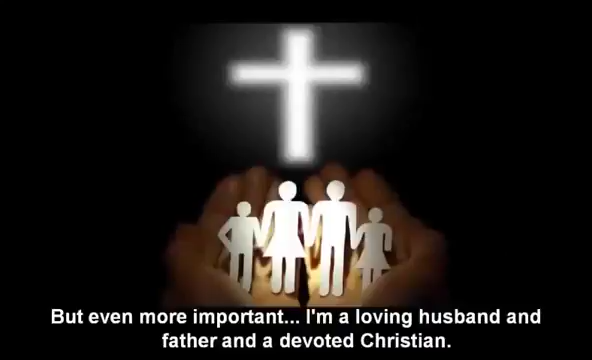 But even more important... I'm a loving husband and
father and a devoted Christian.